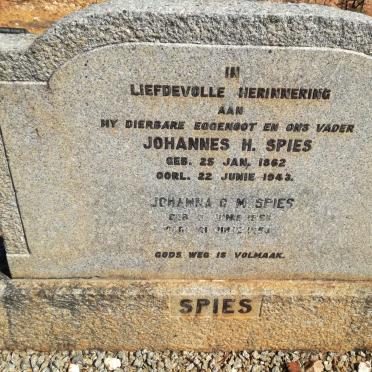 IN
LIEFDEVOLLE HERINNERING
AAN
MY DIERBARE EGGENOOT EN ONS VADER
JOHANNES H. SPIES
GEB. 25 JAN. 1862
OORL. 22 JUNIE 1943.
JOHANNA C. M. SPIES
GODS WEG IS VOLMAAK.
SPIES